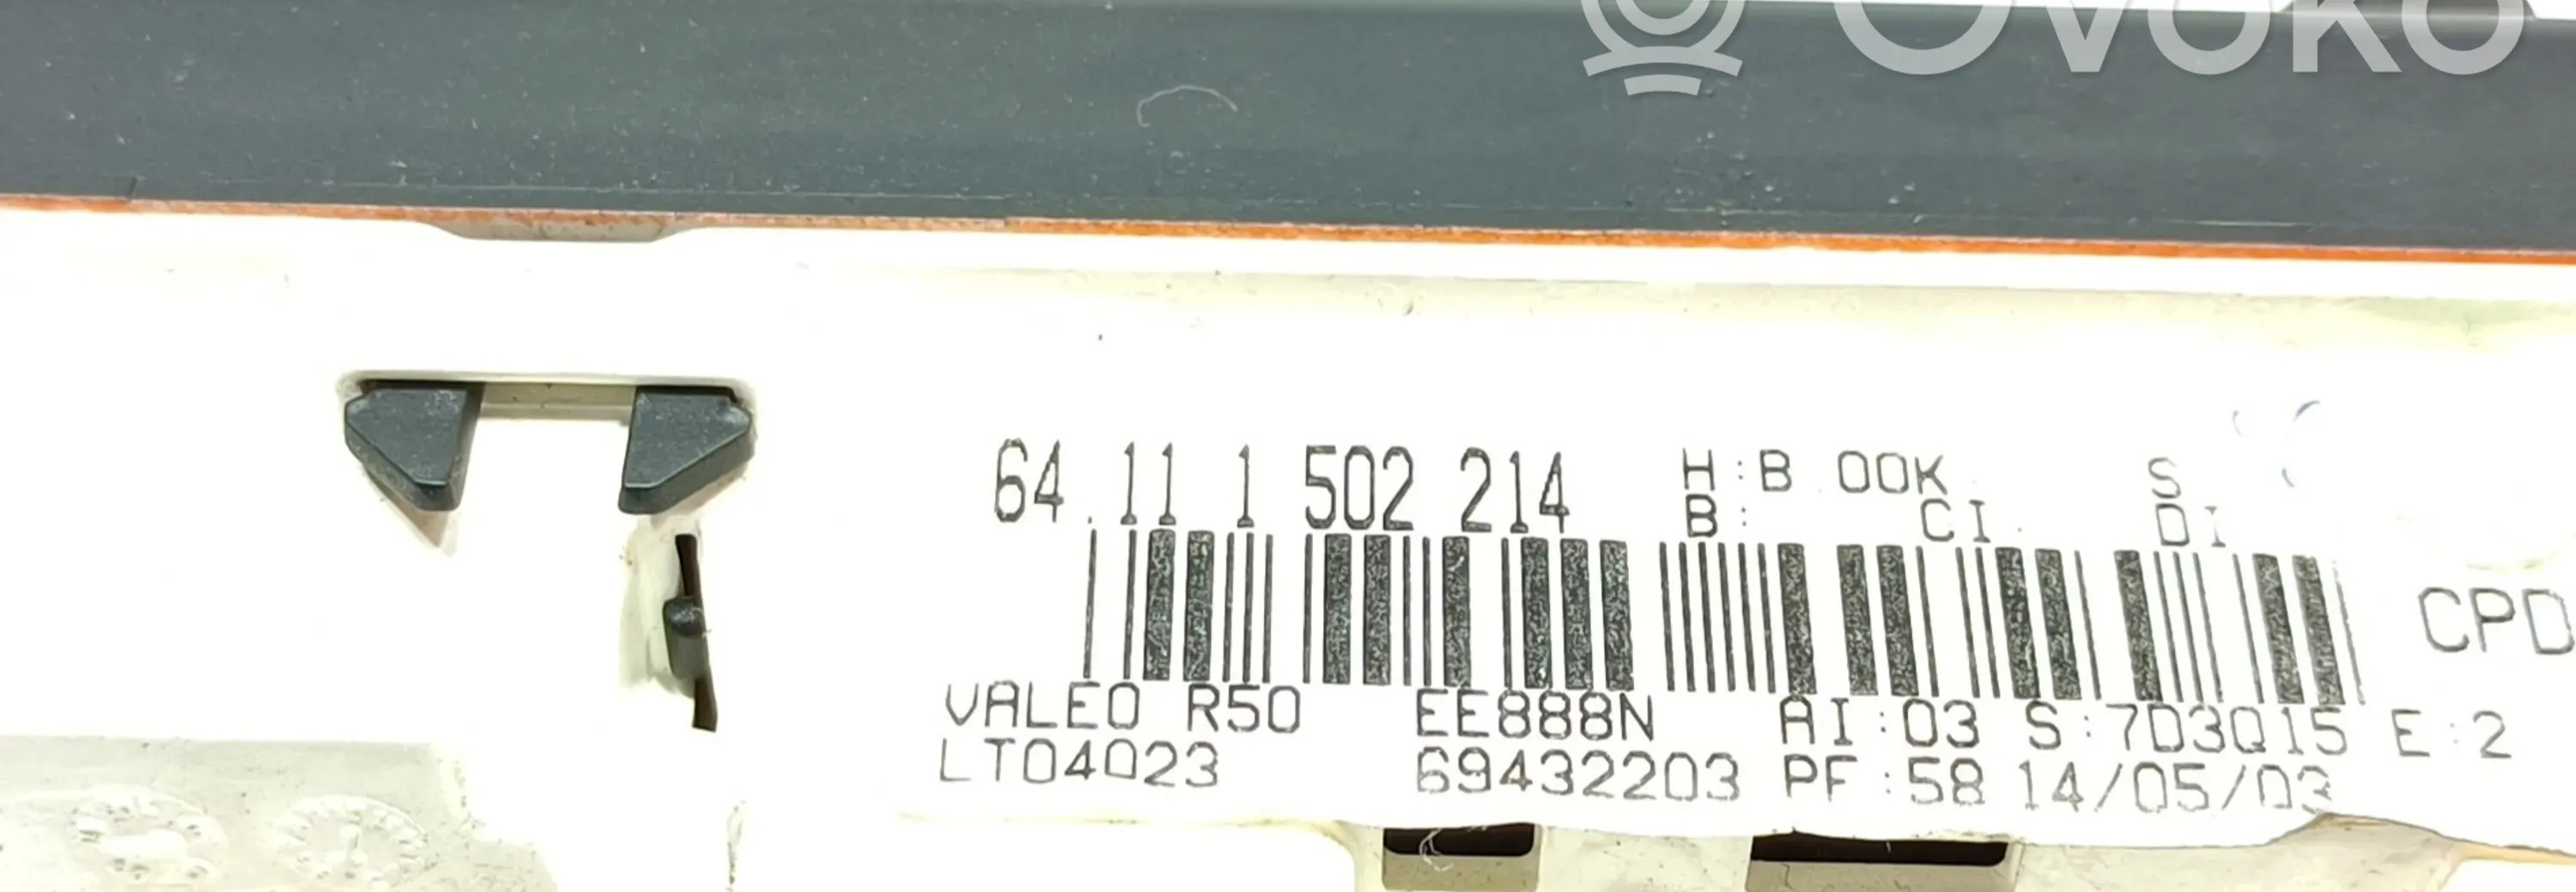 OVOKO
64.11 1 502 214
H:B 00K S
B: CI. DI
CPD
VALEO R50 EE888N AI:03 S:7D3Q15 E:2
LT04023 69432203 PF:58 14/05/03